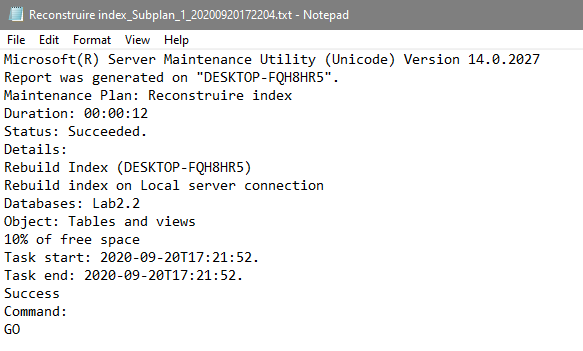 Reconstruire index_Subplan_1_20200920172204.txt - Notepad
File Edit Format View Help
Microsoft(R) Server Maintenance Utility (Unicode) Version 14.0.2027
Report was generated on "DESKTOP-FQH8HR5".
Maintenance Plan: Reconstruire index
Duration: 00:00:12
Status: Succeeded.
Details:
Rebuild Index (DESKTOP-FQH8HR5)
Rebuild index on Local server connection
Databases: Lab2.2
Object: Tables and views
10% of free space
Task start: 2020-09-20T17:21:52.
Task end: 2020-09-20T17:21:52.
Success
Command:
GO